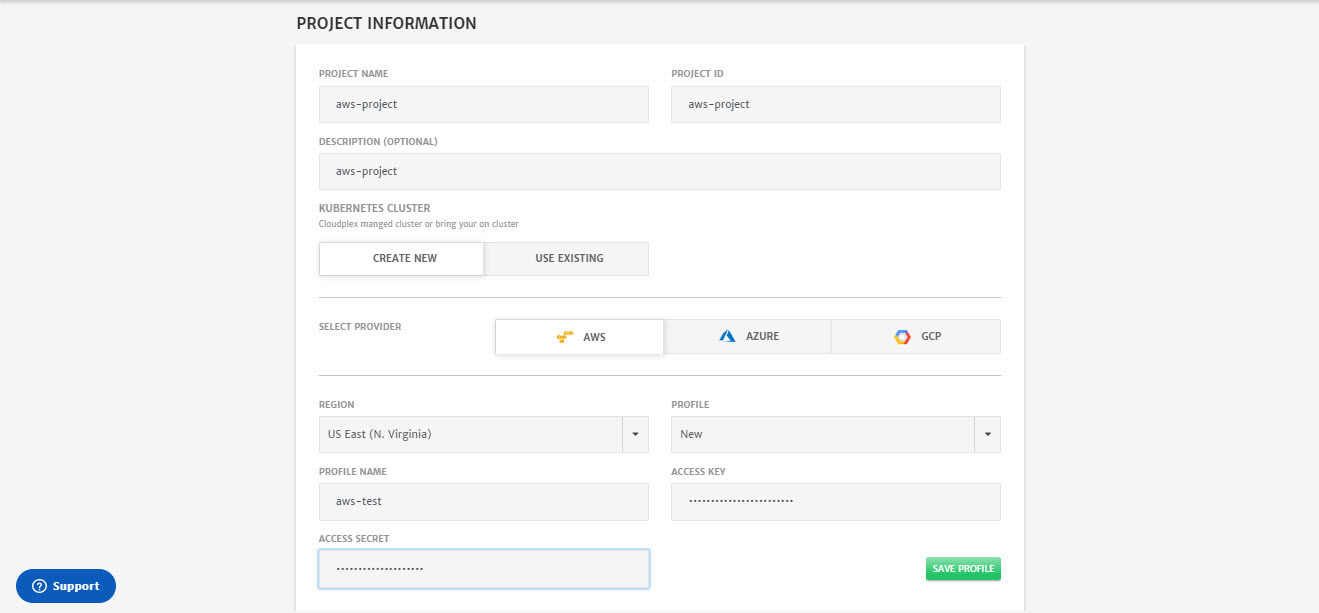 PROJECT INFORMATION
PROJECT NAME
PROJECT ID
aws-project
aws-project
DESCRIPTION (OPTIONAL)
aws-project
KUBERNETES CLUSTER
Cloudplex manged cluster or bring your on cluster
CREATE NEW
USE EXISTING
SELECT PROVIDER
AWS
AZURE
GCP
REGION
PROFILE
US East (N. Virginia)
New
PROFILE NAME
ACCESS KEY
aws-test
ACCESS SECRET
SAVE PROFILE
Support